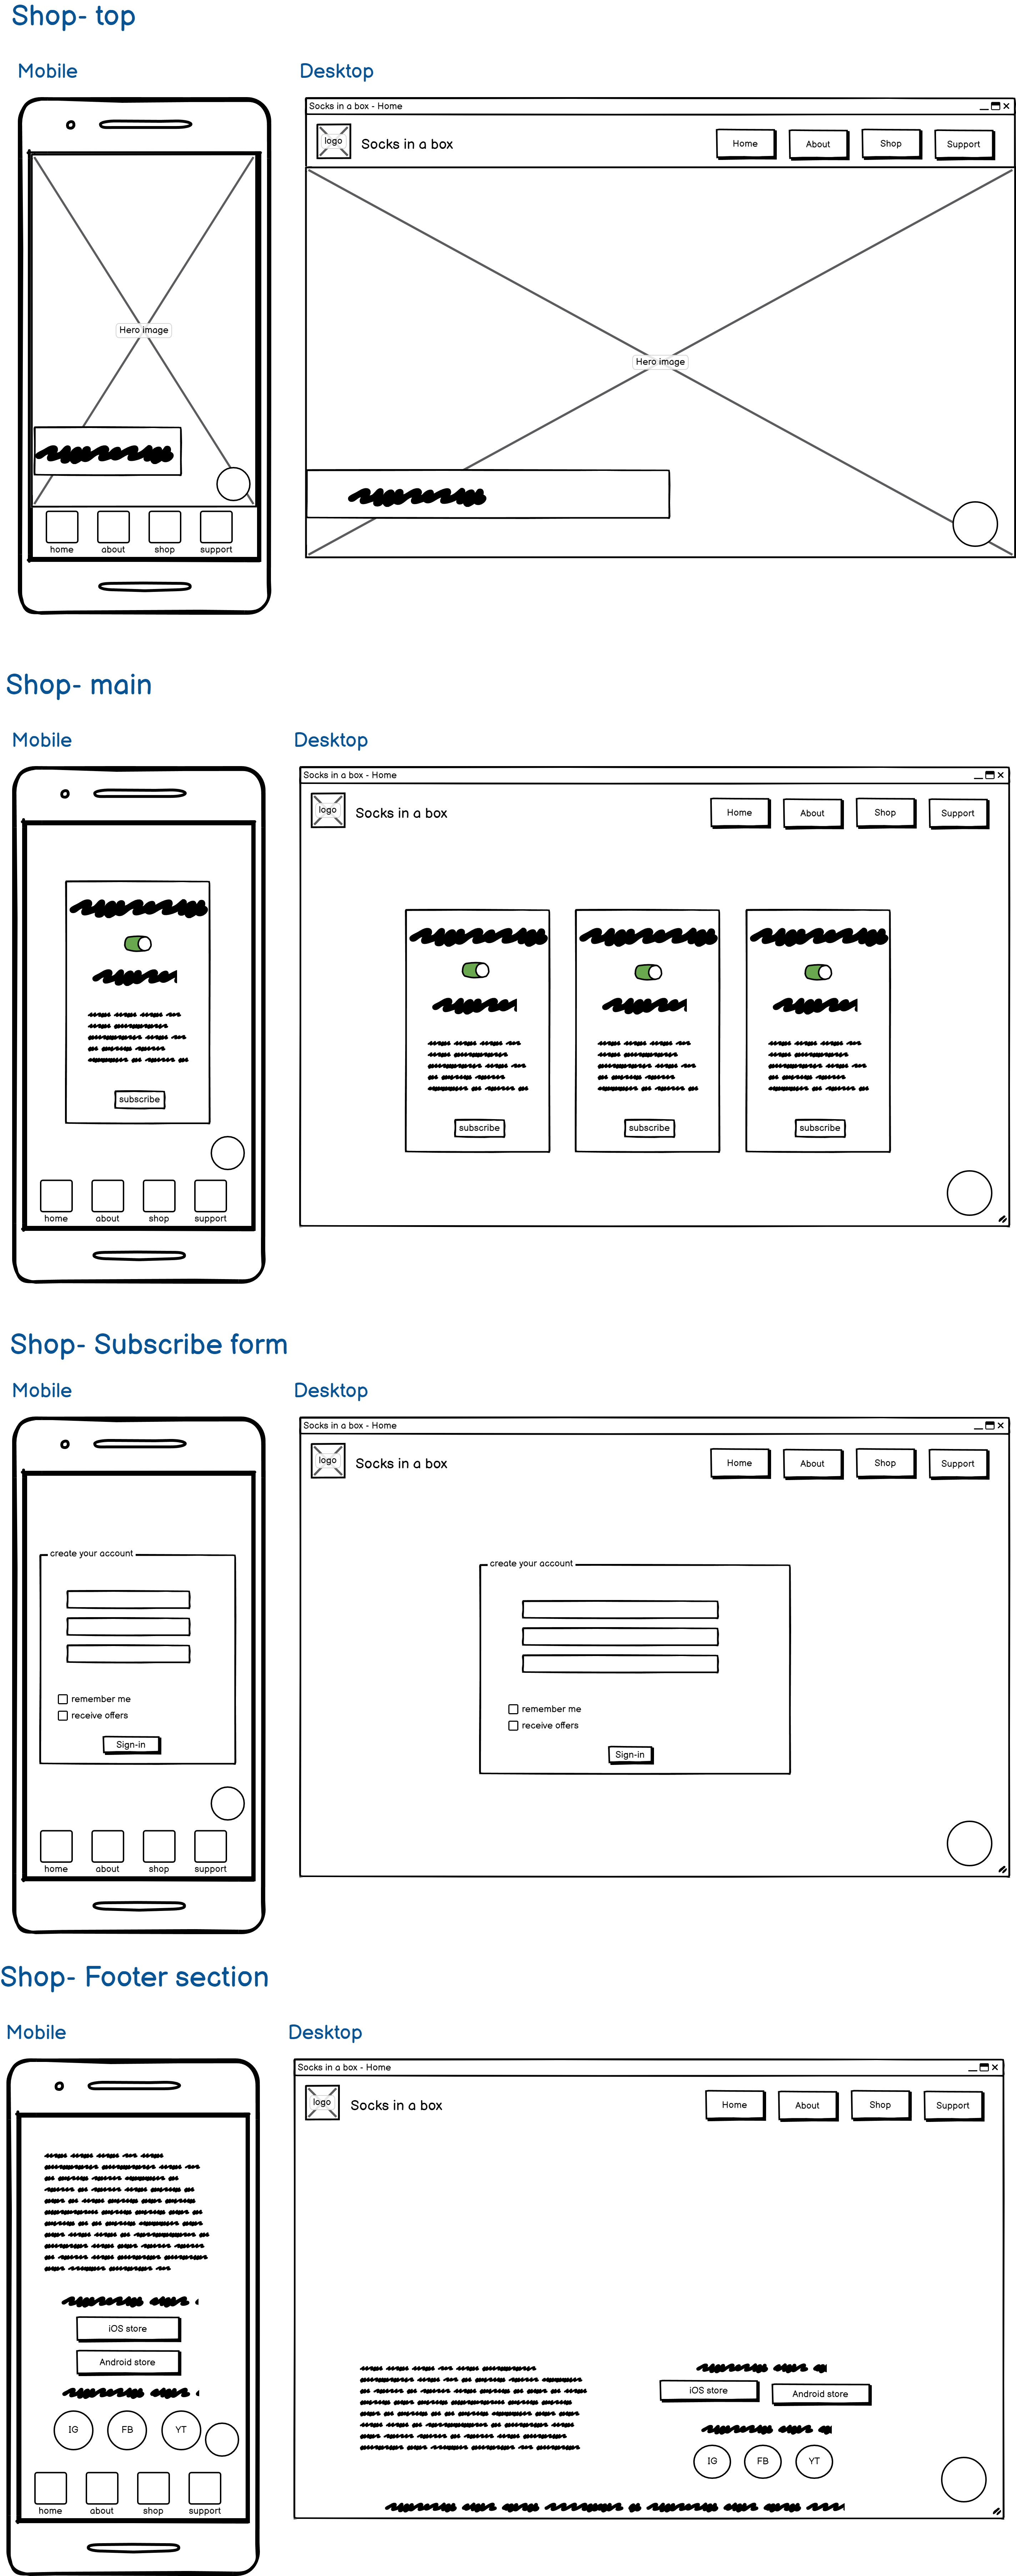 Shop- top
Mobile
Desktop
Hero image
home about shop support
Socks in a box - Home
logo Socks in a box Home About Shop Support
Hero image
Shop- main
Mobile
Desktop
subscribe
home about shop support
Socks in a box - Home
logo Socks in a box Home About Shop Support
subscribe subscribe subscribe
Shop- Subscribe form
Mobile
Desktop
create your account
remember me
receive offers
Sign-in
home about shop support
Socks in a box - Home
logo Socks in a box Home About Shop Support
create your account
remember me
receive offers
Sign-in
Shop- Footer section
Mobile
Desktop
iOS store
Android store
IG FB YT
home about shop support
Socks in a box - Home
logo Socks in a box Home About Shop Support
iOS store Android store
IG FB YT